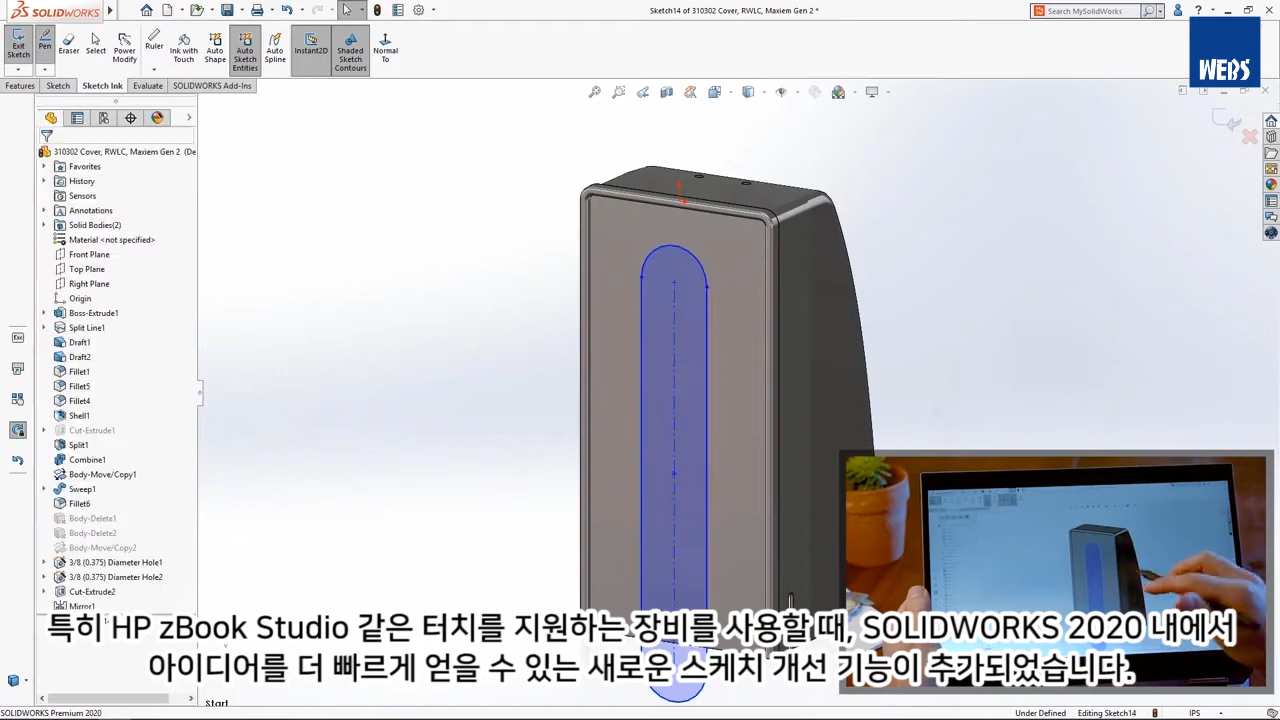 SOLIDWORKS
Sketch14 of 310302 Cover, RWLC, Maxiem Gen 2 *
Search MySolidWorks
Exit Sketch
Pen
Eraser
Select
Power Modify
Ruler
Ink with Touch
Auto Shape
Auto Sketch Entities
Auto Spline
Instant2D
Shaded Sketch Contours
Normal To
WEBS
Features
Sketch
Sketch Ink
Evaluate
SOLIDWORKS Add-Ins
310302 Cover, RWLC, Maxiem Gen 2 (De
Favorites
History
Sensors
Annotations
Solid Bodies(2)
Material <not specified>
Front Plane
Top Plane
Right Plane
Origin
Boss-Extrude1
Split Line1
Draft1
Draft2
Fillet1
Fillet5
Fillet4
Shell1
Cut-Extrude1
Split1
Combine1
Body-Move/Copy1
Sweep1
Fillet6
Body-Delete1
Body-Delete2
Body-Move/Copy2
3/8 (0.375) Diameter Hole1
3/8 (0.375) Diameter Hole2
Cut-Extrude2
Mirror1
Esc
특히 HP zBook Studio 같은 터치를 지원하는 장비를 사용할 때, SOLIDWORKS 2020 내에서
아이디어를 더 빠르게 얻을 수 있는 새로운 스케치 개선 기능이 추가되었습니다.
Start
SOLIDWORKS Premium 2020
Under Defined
Editing Sketch14
IPS